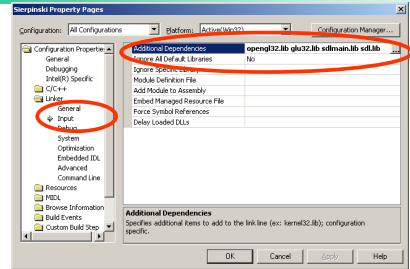 Sierpinski Property Pages
Configuration: All Configurations Platform: Active(Win32) Configuration Manager...
Configuration Properties
General
Debugging
Intel(R) Specific
C/C++
Linker
General
Input
Debug
System
Optimization
Embedded IDL
Advanced
Command Line
Resources
MIDL
Browse Information
Build Events
Custom Build Step
Additional Dependencies opengl32.lib glu32.lib sdlmain.lib sdl.lib ...
Ignore All Default Libraries No
Ignore Specific Library
Module Definition File
Add Module to Assembly
Embed Managed Resource File
Force Symbol References
Delay Loaded DLLs
Additional Dependencies
Specifies additional items to add to the link line (ex: kernel32.lib); configuration
specific.
OK Cancel Apply Help